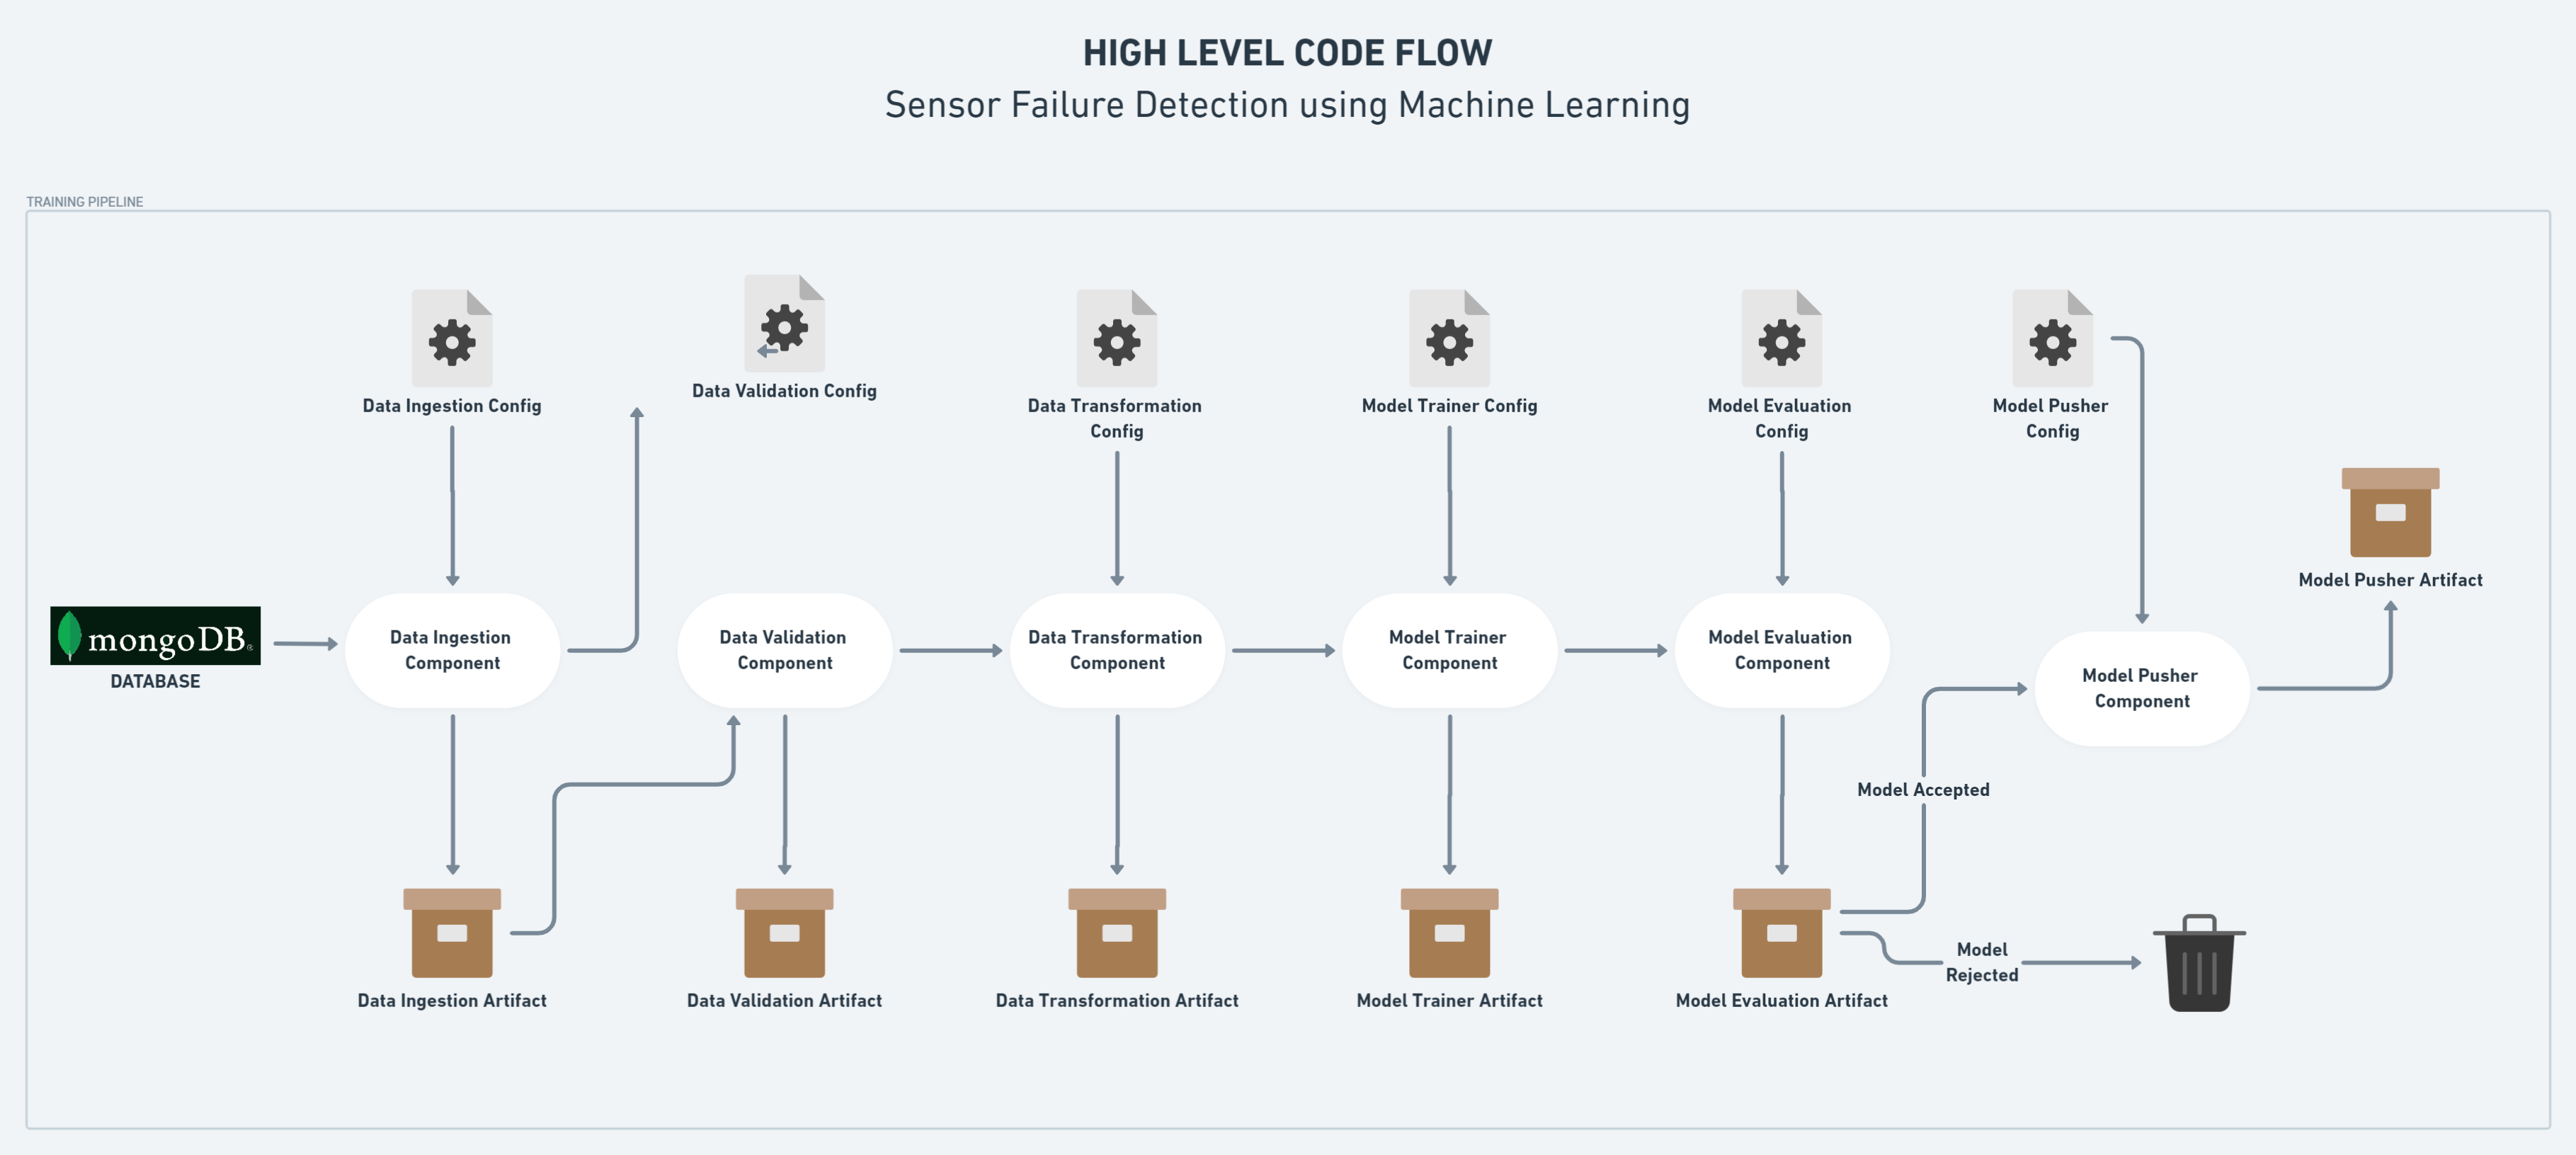 HIGH LEVEL CODE FLOW
Sensor Failure Detection using Machine Learning
TRAINING PIPELINE
Data Ingestion Config
Data Validation Config
Data Transformation
Config
Model Trainer Config
Model Evaluation
Config
Model Pusher
Config
Model Pusher Artifact
mongoDB®
DATABASE
Data Ingestion
Component
Data Validation
Component
Data Transformation
Component
Model Trainer
Component
Model Evaluation
Component
Model Pusher
Component
Model Accepted
Model
Rejected
Data Ingestion Artifact
Data Validation Artifact
Data Transformation Artifact
Model Trainer Artifact
Model Evaluation Artifact